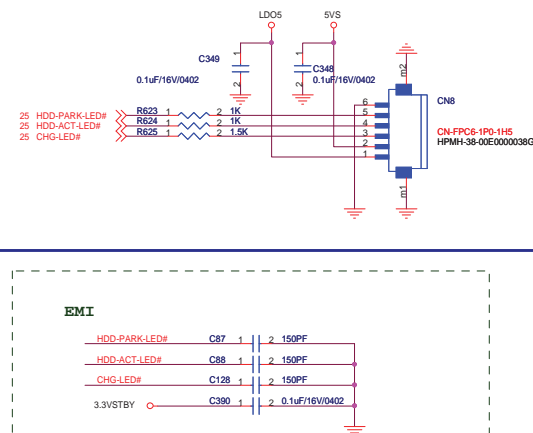 LDO5 5VS
1 C349 1 C348
2 0.1uF/16V/0402 2 0.1uF/16V/0402
m2
CN8
6
25 HDD-PARK-LED# R623 1 2 1K 5
25 HDD-ACT-LED# R624 1 2 1K 4
25 CHG-LED# R625 1 2 1.5K 3
2
1
CN-FPC6-1P0-1H5
HPMH-38-00E0000038G
m1
EMI
HDD-PARK-LED# C87 1 2 150PF
HDD-ACT-LED# C88 1 2 150PF
CHG-LED# C128 1 2 150PF
3.3VSTBY C390 1 2 0.1uF/16V/0402